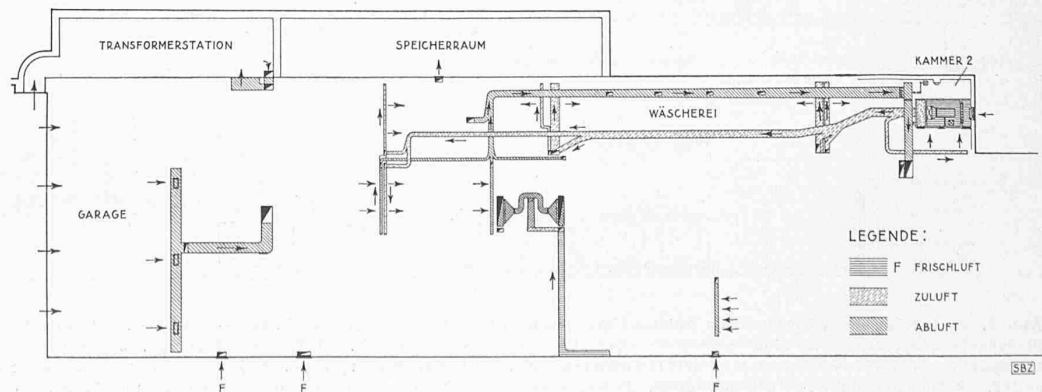 TRANSFORMERSTATION
SPEICHERRAUM
KAMMER 2
WÄSCHEREI
GARAGE
LEGENDE:
F FRISCHLUFT
ZULUFT
ABLUFT
SBZ
F
F
F